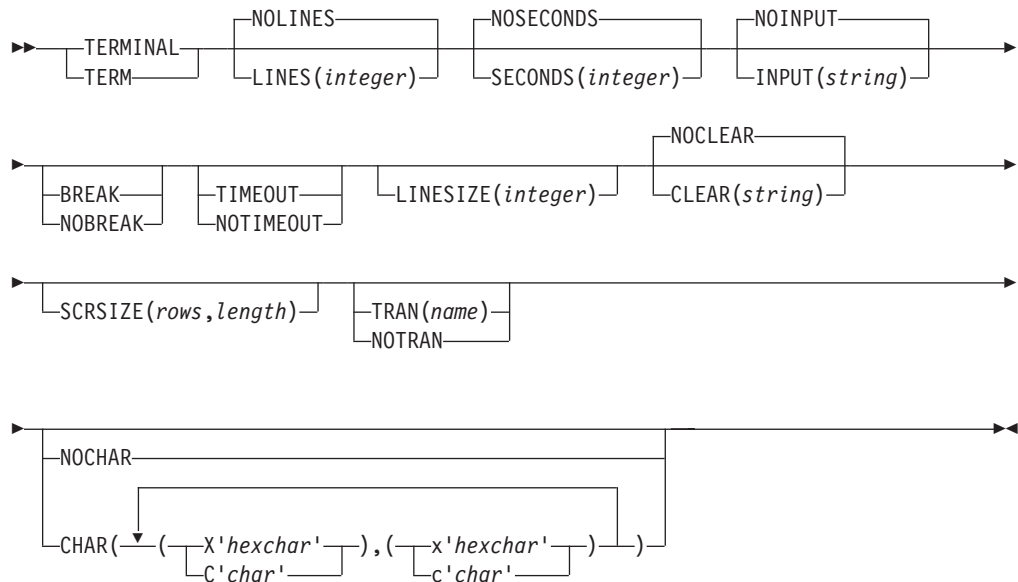 NOLINES NOSECONDS NOINPUT
TERMINAL
TERM LINES(integer) SECONDS(integer) INPUT(string)
NOCLEAR
BREAK TIMEOUT LINESIZE(integer) CLEAR(string)
NOBREAK NOTIMEOUT
SCRSIZE(rows,length) TRAN(name)
NOTRAN
NOCHAR
CHAR( ( X'hexchar' ),( x'hexchar' ) )
C'char' c'char'